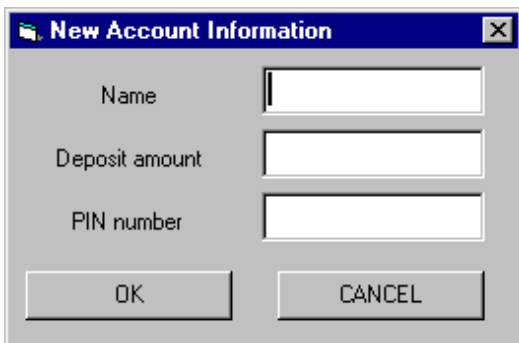 New Account Information
Name
Deposit amount
PIN number
OK CANCEL